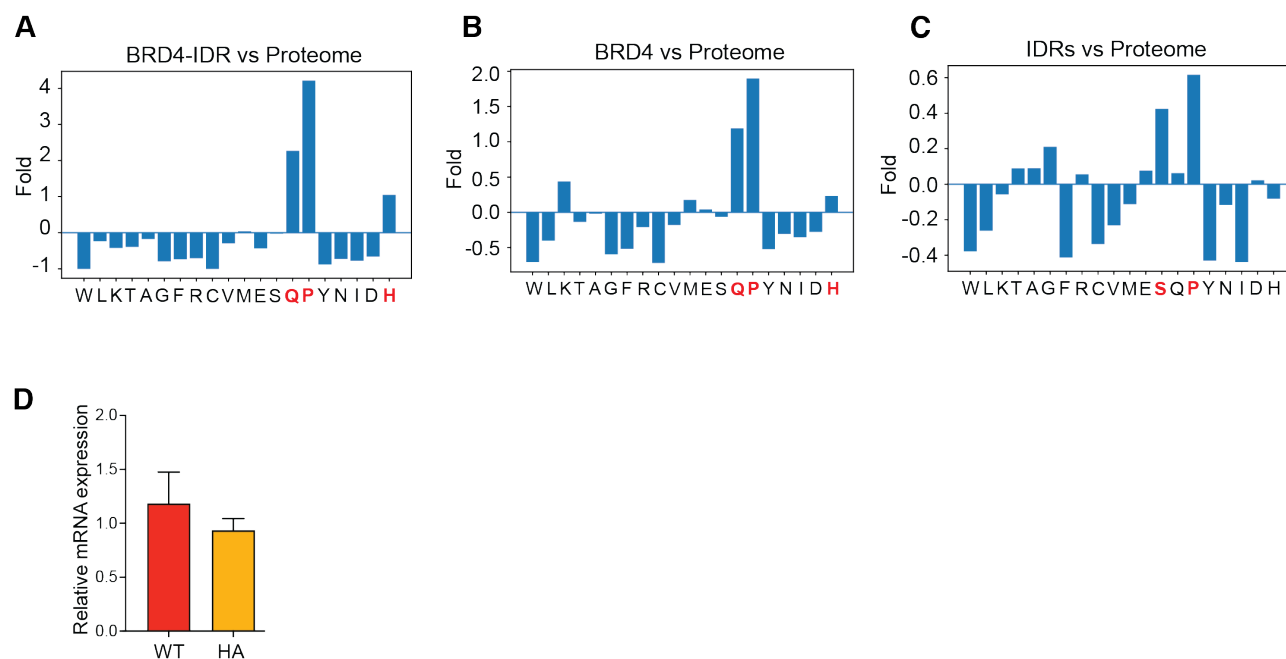 A
BRD4-IDR vs Proteome
Fold
4
3
2
1
0
-1
W L K T A G F R C V M E S Q P Y N I D H
B
BRD4 vs Proteome
Fold
2.0
1.5
1.0
0.5
0.0
-0.5
W L K T A G F R C V M E S Q P Y N I D H
C
IDRs vs Proteome
Fold
0.6
0.4
0.2
0.0
-0.2
-0.4
W L K T A G F R C V M E S Q P Y N I D H
D
Relative mRNA expression
2.0
1.5
1.0
0.5
0.0
WT HA